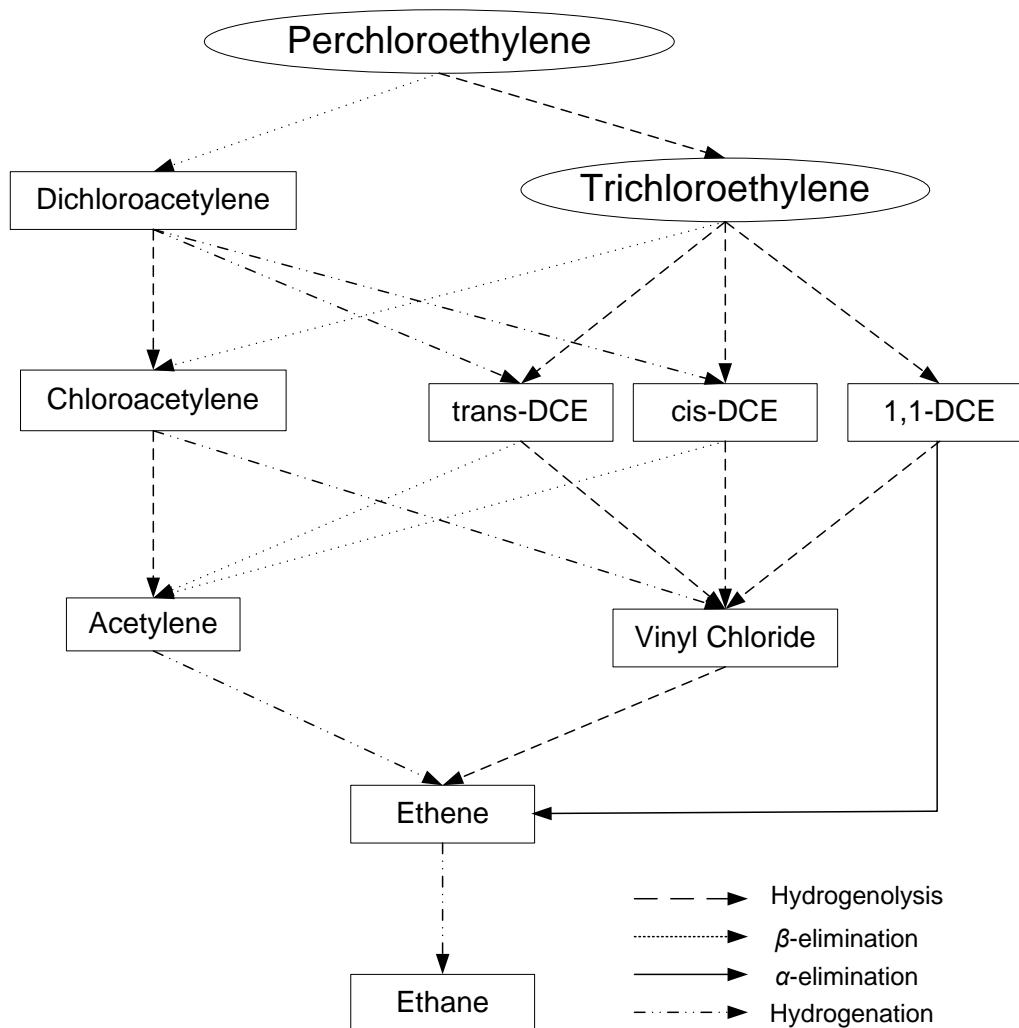 Perchloroethylene
Dichloroacetylene
Trichloroethylene
Chloroacetylene
trans-DCE
cis-DCE
1,1-DCE
Acetylene
Vinyl Chloride
Ethene
Ethane
Hydrogenolysis
β-elimination
α-elimination
Hydrogenation